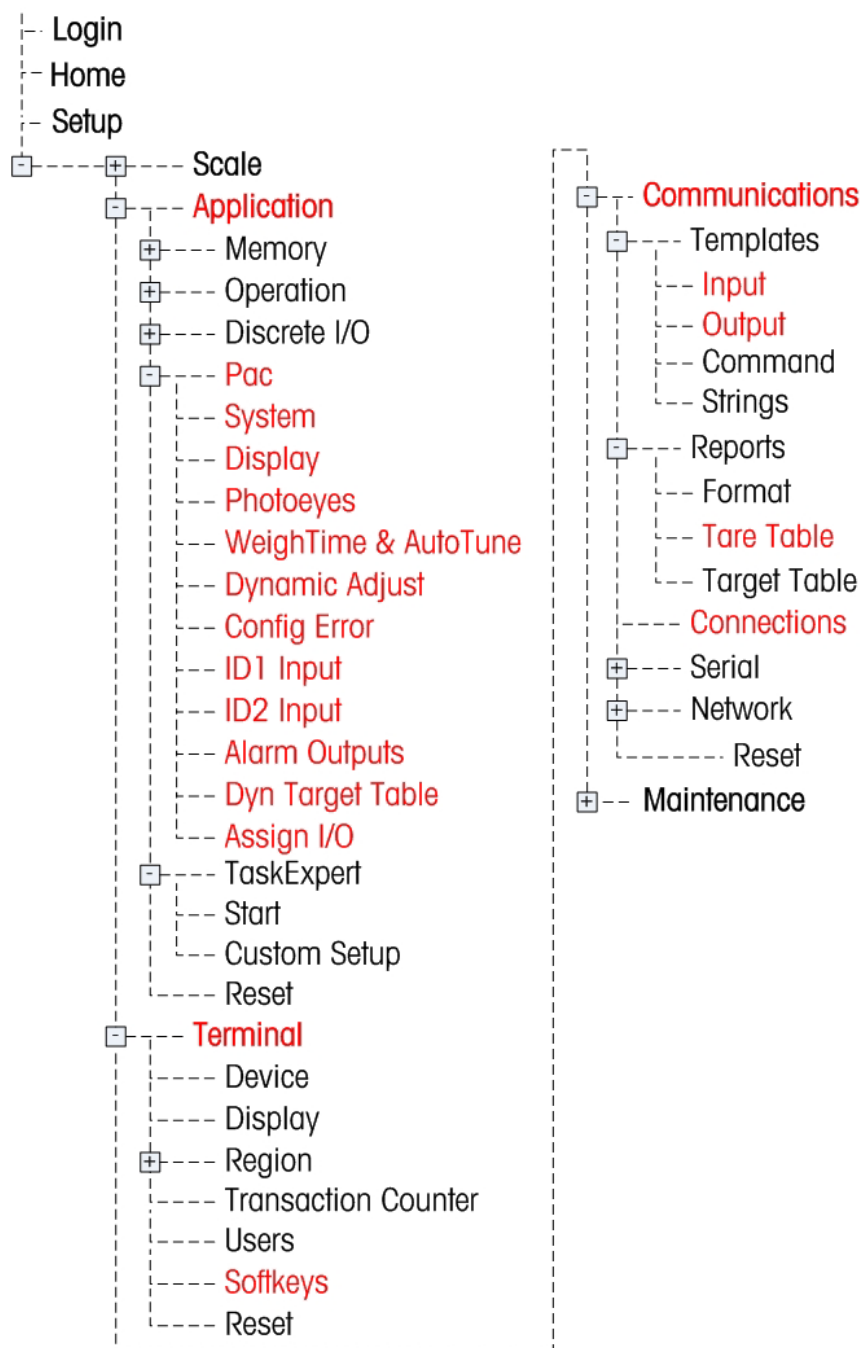 Login
Home
Setup
Scale
Application
Memory
Operation
Discrete I/O
Pac
System
Display
Photoeyes
WeighTime & AutoTune
Dynamic Adjust
Config Error
ID1 Input
ID2 Input
Alarm Outputs
Dyn Target Table
Assign I/O
TaskExpert
Start
Custom Setup
Reset
Terminal
Device
Display
Region
Transaction Counter
Users
Softkeys
Reset
Communications
Templates
Input
Output
Command
Strings
Reports
Format
Tare Table
Target Table
Connections
Serial
Network
Reset
Maintenance